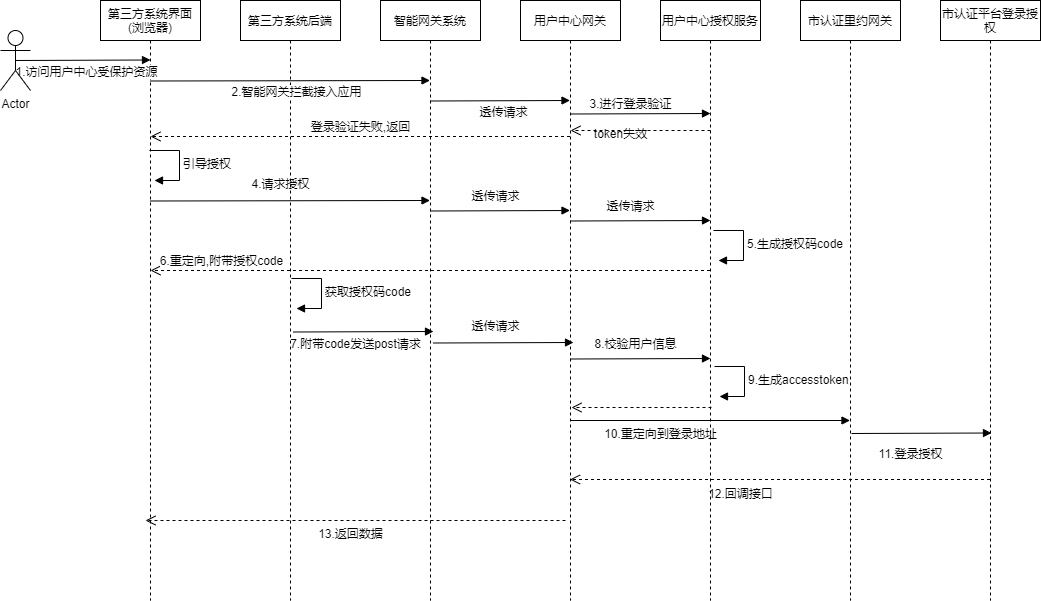 第三方系统界面
(浏览器)
第三方系统后端
智能网关系统
用户中心网关
用户中心授权服务
市认证里约网关
市认证平台登录授
权
Actor
1.访问用户中心受保护资源
2.智能网关拦截接入应用
透传请求
3.进行登录验证
登录验证失败,返回
token失效
引导授权
4.请求授权
透传请求
透传请求
5.生成授权码code
6.重定向,附带授权code
获取授权码code
7.附带code发送post请求
透传请求
8.校验用户信息
9.生成accesstoken
10.重定向到登录地址
11.登录授权
12.回调接口
13.返回数据